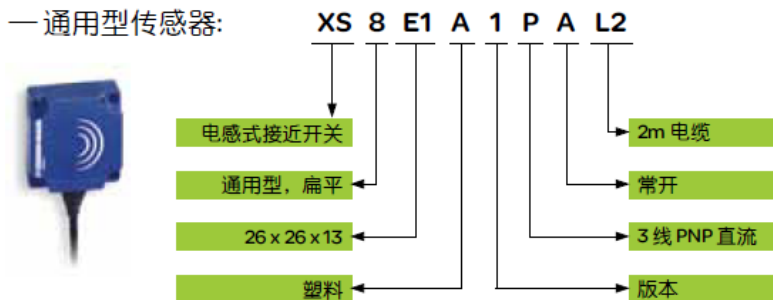 — 通用型传感器: XS 8 E1 A 1 P A L2
电感式接近开关 2m 电缆
通用型，扁平 常开
26 x 26 x 13 3 线 PNP 直流
塑料 版本